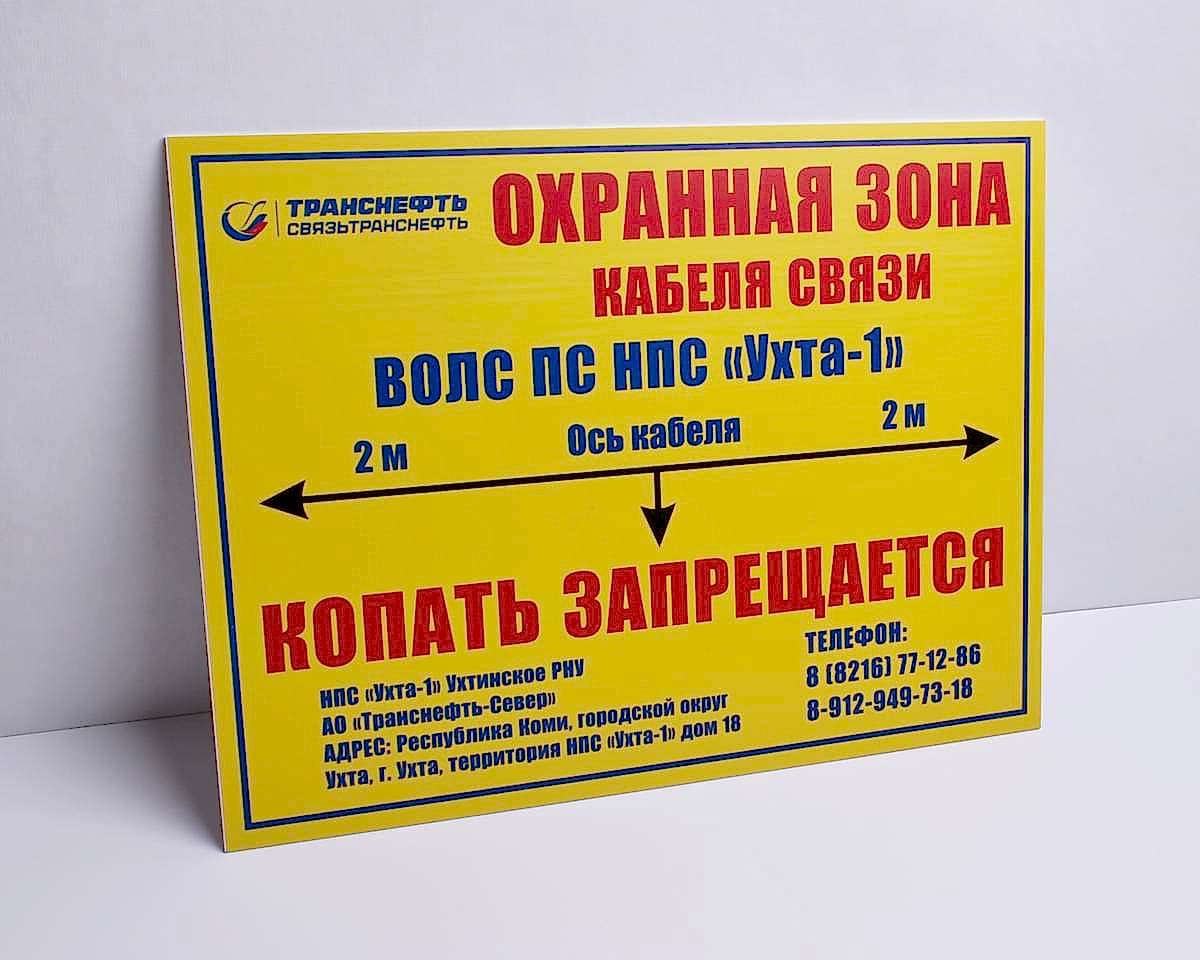 ТРАНСНЕФТЬ
СВЯЗЬТРАНСНЕФТЬ
ОХРАННАЯ ЗОНА
КАБЕЛЯ СВЯЗИ
ВОЛС ПС НПС «Ухта-1»
2 м
Ось кабеля
2 м
КОПАТЬ ЗАПРЕЩАЕТСЯ
НПС «Ухта-1» Ухтинское РНУ
АО «Транснефть-Север»
АДРЕС: Республика Коми, городской округ
Ухта, г. Ухта, территория НПС «Ухта-1» дом 18
ТЕЛЕФОН:
8 (8216) 77-12-86
8-912-949-73-18